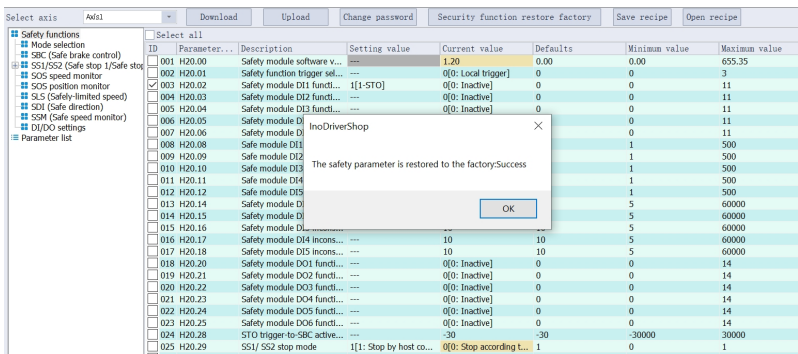 Select axis Axis1 Download Upload Change password Security function restore factory Save recipe Open recipe
Safety functions
Mode selection
SBC (Safe brake control)
SS1/SS2 (Safe stop 1/Safe stop
SOS speed monitor
SOS position monitor
SLS (Safely-limited speed)
SDI (Safe direction)
SSM (Safe speed monitor)
DI/DO settings
Parameter list
Select all
ID Parameter... Description Setting value Current value Defaults Minimum value Maximum value
001 H20.00 Safety module software v... --- 1.20 0.00 0.00 655.35
002 H20.01 Safety function trigger sel... --- 0[0: Local trigger] 0 0 3
003 H20.02 Safety module DI1 functi... 1[1-STO] 0[0: Inactive] 0 0 11
004 H20.03 Safety module DI2 functi... --- 0[0: Inactive] 0 0 11
005 H20.04 Safety module DI3 functi... --- 0[0: Inactive] 0 0 11
006 H20.05 Safety module D 0 11
007 H20.06 Safety module D 0 11
008 H20.08 Safe module DI1 1 500
009 H20.09 Safe module DI2 1 500
010 H20.10 Safe module DI3 1 500
011 H20.11 Safe module DI4 1 500
012 H20.12 Safe module DI5 1 500
013 H20.14 Safety module D 5 60000
014 H20.15 Safety module D 5 60000
015 H20.16 Safety module 5 60000
016 H20.17 Safety module DI4 incons... --- 10 10 5 60000
017 H20.18 Safety module DI5 incons... --- 10 10 5 60000
018 H20.20 Safety module DO1 functi... --- 0[0: Inactive] 0 0 14
019 H20.21 Safety module DO2 functi... --- 0[0: Inactive] 0 0 14
020 H20.22 Safety module DO3 functi... --- 0[0: Inactive] 0 0 14
021 H20.23 Safety module DO4 functi... --- 0[0: Inactive] 0 0 14
022 H20.24 Safety module DO5 functi... --- 0[0: Inactive] 0 0 14
023 H20.25 Safety module DO6 functi... --- 0[0: Inactive] 0 0 14
024 H20.28 STO trigger-to-SBC active... --- -30 -30 -30000 30000
025 H20.29 SS1/ SS2 stop mode 1[1: Stop by host co... 0[0: Stop according t... 1 0 1
InoDriverShop
The safety parameter is restored to the factory:Success
OK